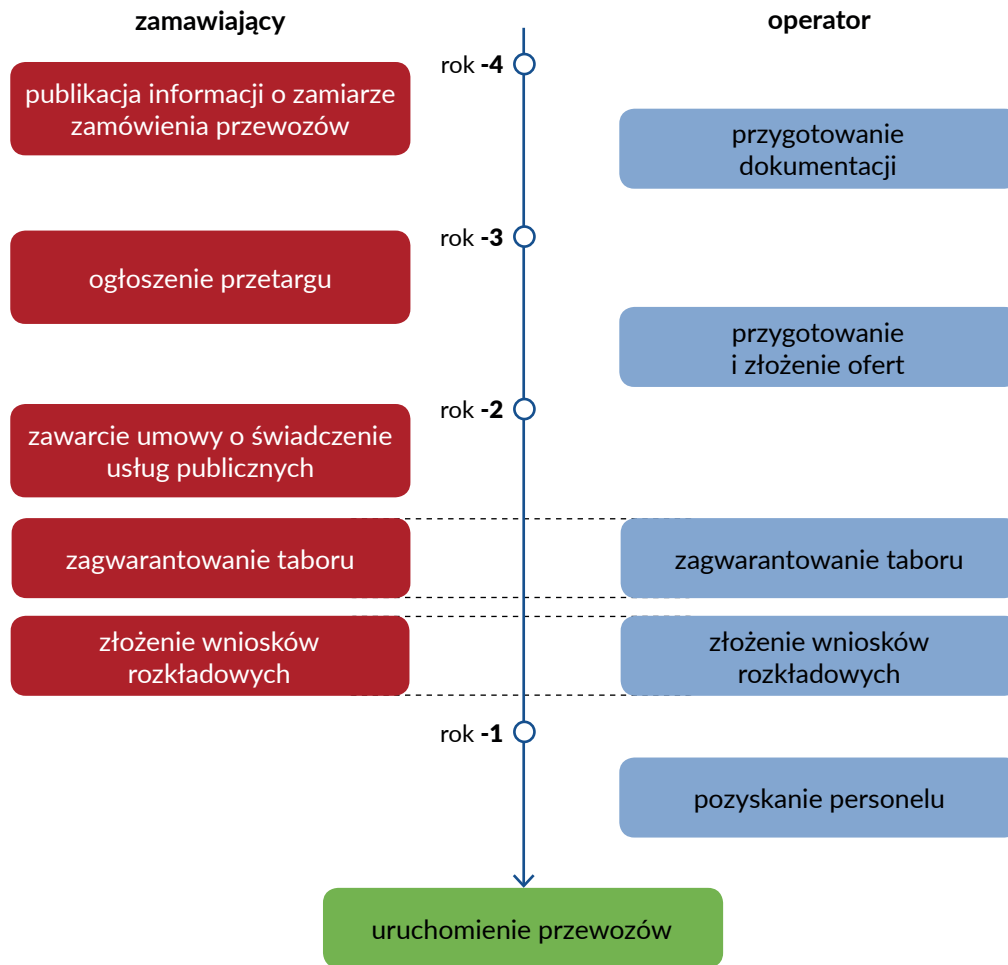 zamawiający
operator
rok -4
publikacja informacji o zamiarze
zamówienia przewozów
przygotowanie
dokumentacji
rok -3
ogłoszenie przetargu
przygotowanie
i złożenie ofert
rok -2
zawarcie umowy o świadczenie
usług publicznych
zagwarantowanie taboru
zagwarantowanie taboru
złożenie wniosków
rozkładowych
złożenie wniosków
rozkładowych
rok -1
pozyskanie personelu
uruchomienie przewozów